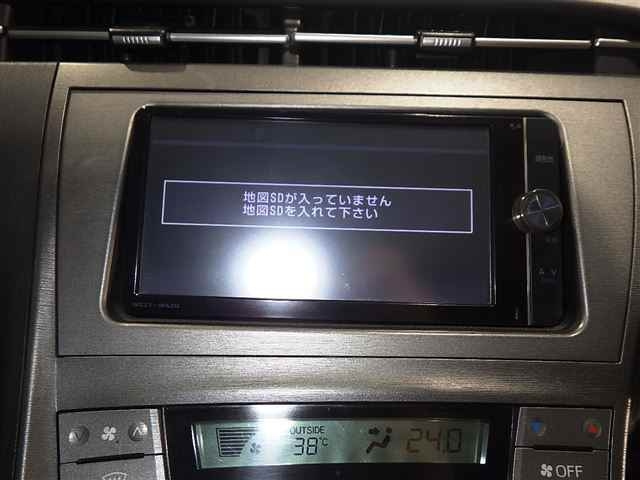 地図SDが入っていません
地図SDを入れて下さい
A V
OUTSIDE
38℃
24.0
OFF